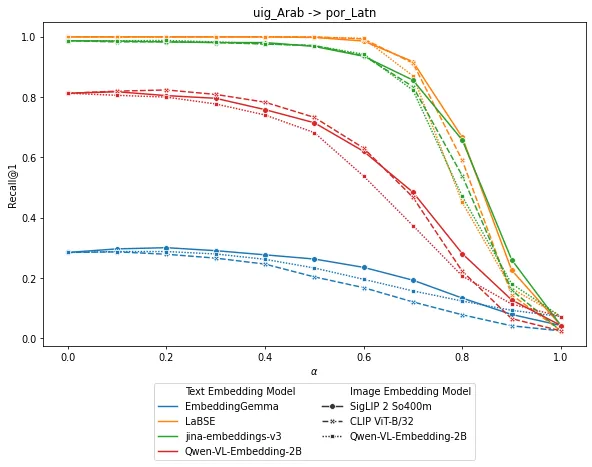 uig_Arab -> por_Latn
1.0
0.8
0.6
0.4
0.2
0.0
Recall@1
0.0 0.2 0.4 0.6 0.8 1.0
α
Text Embedding Model Image Embedding Model
EmbeddingGemma SigLIP 2 So400m
LaBSE CLIP ViT-B/32
jina-embeddings-v3 Qwen-VL-Embedding-2B
Qwen-VL-Embedding-2B